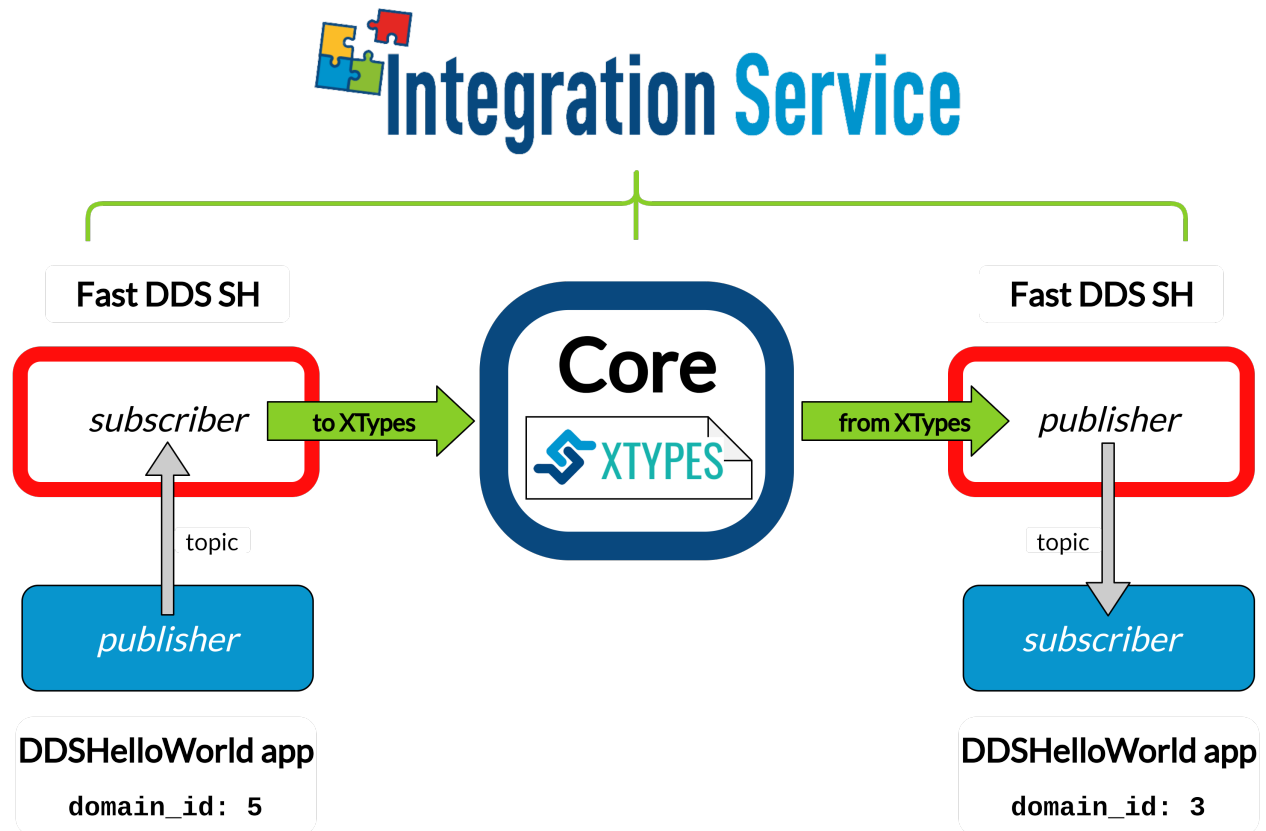 Integration Service
Fast DDS SH
Fast DDS SH
Core
subscriber
to XTypes
XTYPES
from XTypes
publisher
topic
topic
publisher
subscriber
DDSHelloWorld app
domain_id: 5
DDSHelloWorld app
domain_id: 3